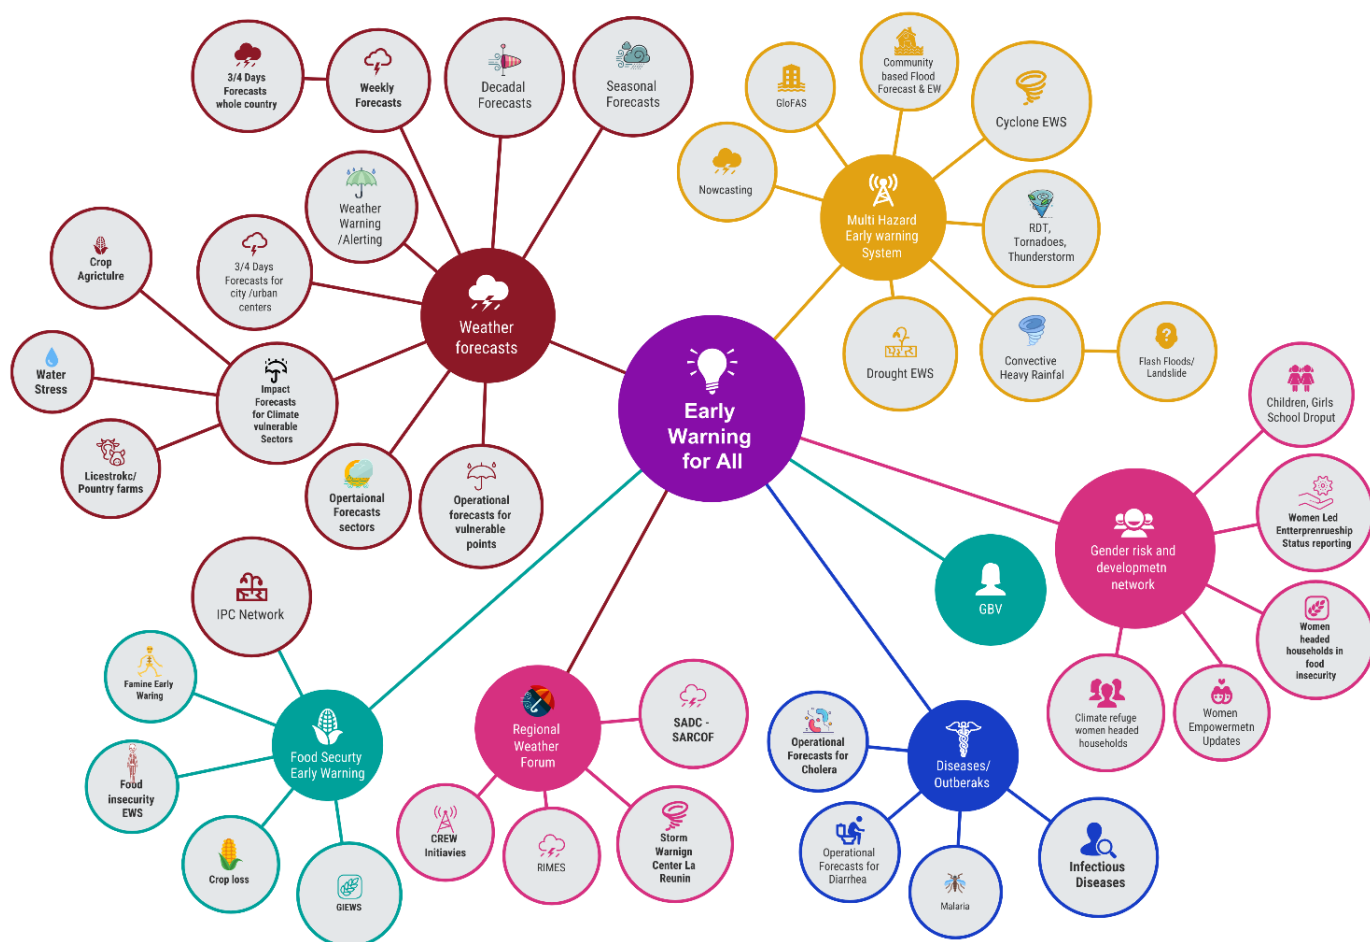 3/4 Days
Forecasts
whole country
Weekly
Forecasts
Decadal
Forecasts
Seasonal
Forecasts
Weather
Warning
/Alerting
3/4 Days
Forecasts for
city /urban
centers
Crop
Agrictulre
Water
Stress
Licestrokc/
Pountry farms
Impact
Forecasts
for Climate
vulnerable
Sectors
Weather
forecasts
Opertaional
Forecasts
sectors
Operational
forecasts for
vulnerable
points
GloFAS
Community
based Flood
Forecast & EW
Cyclone EWS
Nowcasting
Multi Hazard
Early warning
System
RDT,
Tornadoes,
Thunderstorm
Drought EWS
Convective
Heavy Rainfal
Flash Floods/
Landslide
Early
Warning
for All
Children, Girls
School Droput
Women Led
Entterprenrueship
Status reporting
Gender risk and
developmetn
network
Women
headed
households in
food
insecurity
Women
Empowermetn
Updates
Climate refuge
women headed
households
GBV
IPC Network
Famine Early
Waring
Food
insecurity
EWS
Food Securty
Early Warning
Crop loss
GIEWS
Regional
Weather
Forum
SADC -
SARCOF
CREW
Initiavies
RIMES
Storm
Warnign
Center La
Reunin
Operational
Forecasts for
Cholera
Diseases/
Outberaks
Operational
Forecasts for
Diarrhea
Malaria
Infectious
Diseases